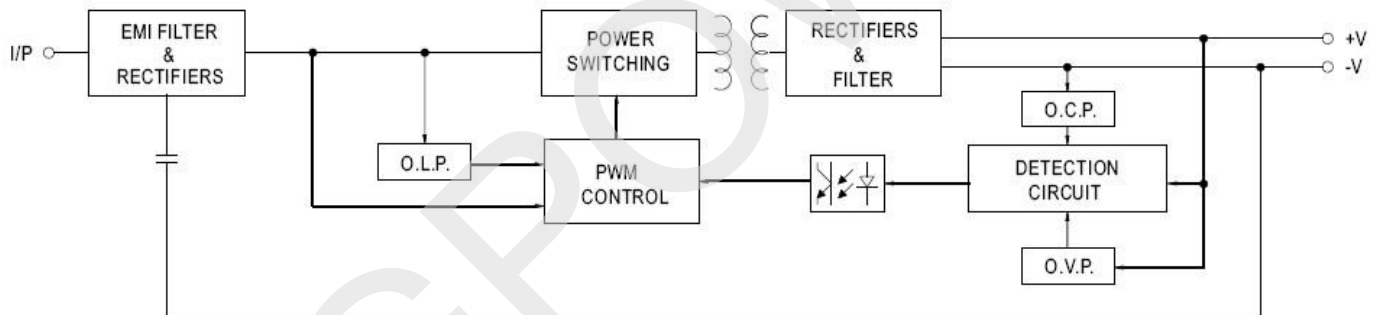 I/P
EMI FILTER
&
RECTIFIERS
POWER
SWITCHING
RECTIFIERS
&
FILTER
+V
-V
O.C.P.
O.L.P.
PWM
CONTROL
DETECTION
CIRCUIT
O.V.P.